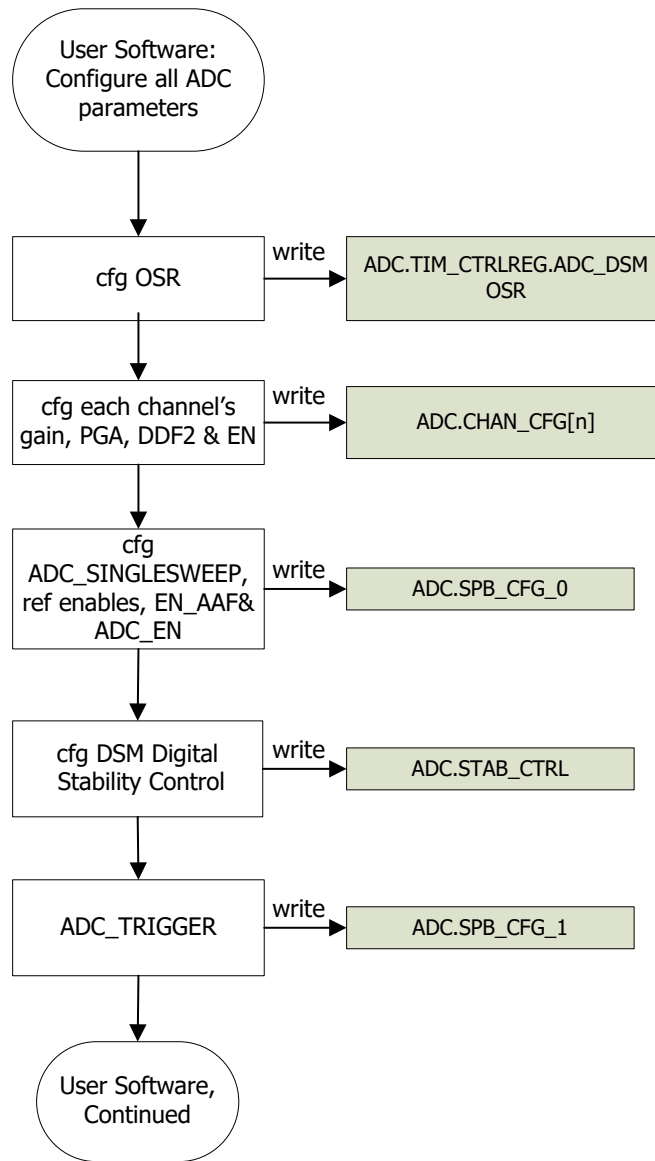 User Software:
Configure all ADC
parameters
cfg OSR
write
ADC.TIM_CTRLREG.ADC_DSM
OSR
cfg each channel's
gain, PGA, DDF2 & EN
write
ADC.CHAN_CFG[n]
cfg
ADC_SINGLESWEEP,
ref enables, EN_AAF&
ADC_EN
write
ADC.SPB_CFG_0
cfg DSM Digital
Stability Control
write
ADC.STAB_CTRL
ADC_TRIGGER
write
ADC.SPB_CFG_1
User Software,
Continued